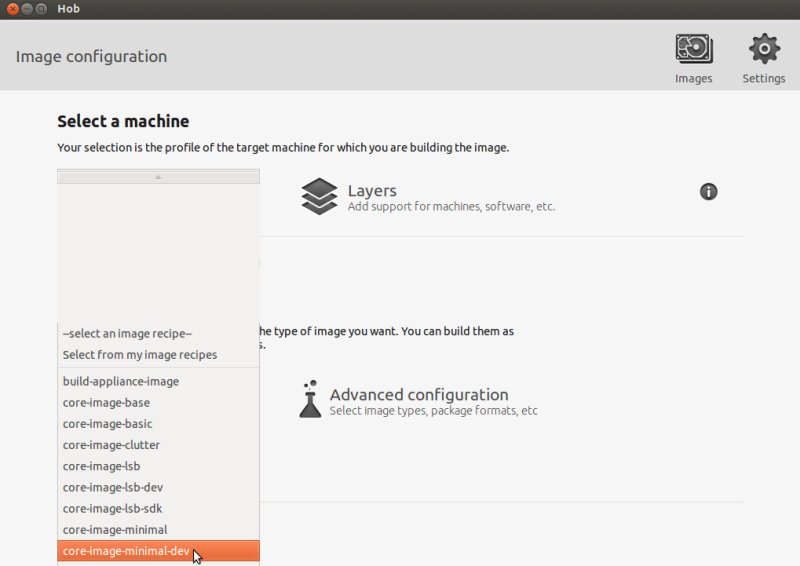 Hob
Image configuration
Images
Settings
Select a machine
Your selection is the profile of the target machine for which you are building the image.
Layers
Add support for machines, software, etc.
--select an image recipe--
he type of image you want. You can build them as
s.
Select from my image recipes
build-appliance-image
core-image-base
Advanced configuration
Select image types, package formats, etc
core-image-basic
core-image-clutter
core-image-lsb
core-image-lsb-dev
core-image-lsb-sdk
core-image-minimal
core-image-minimal-dev